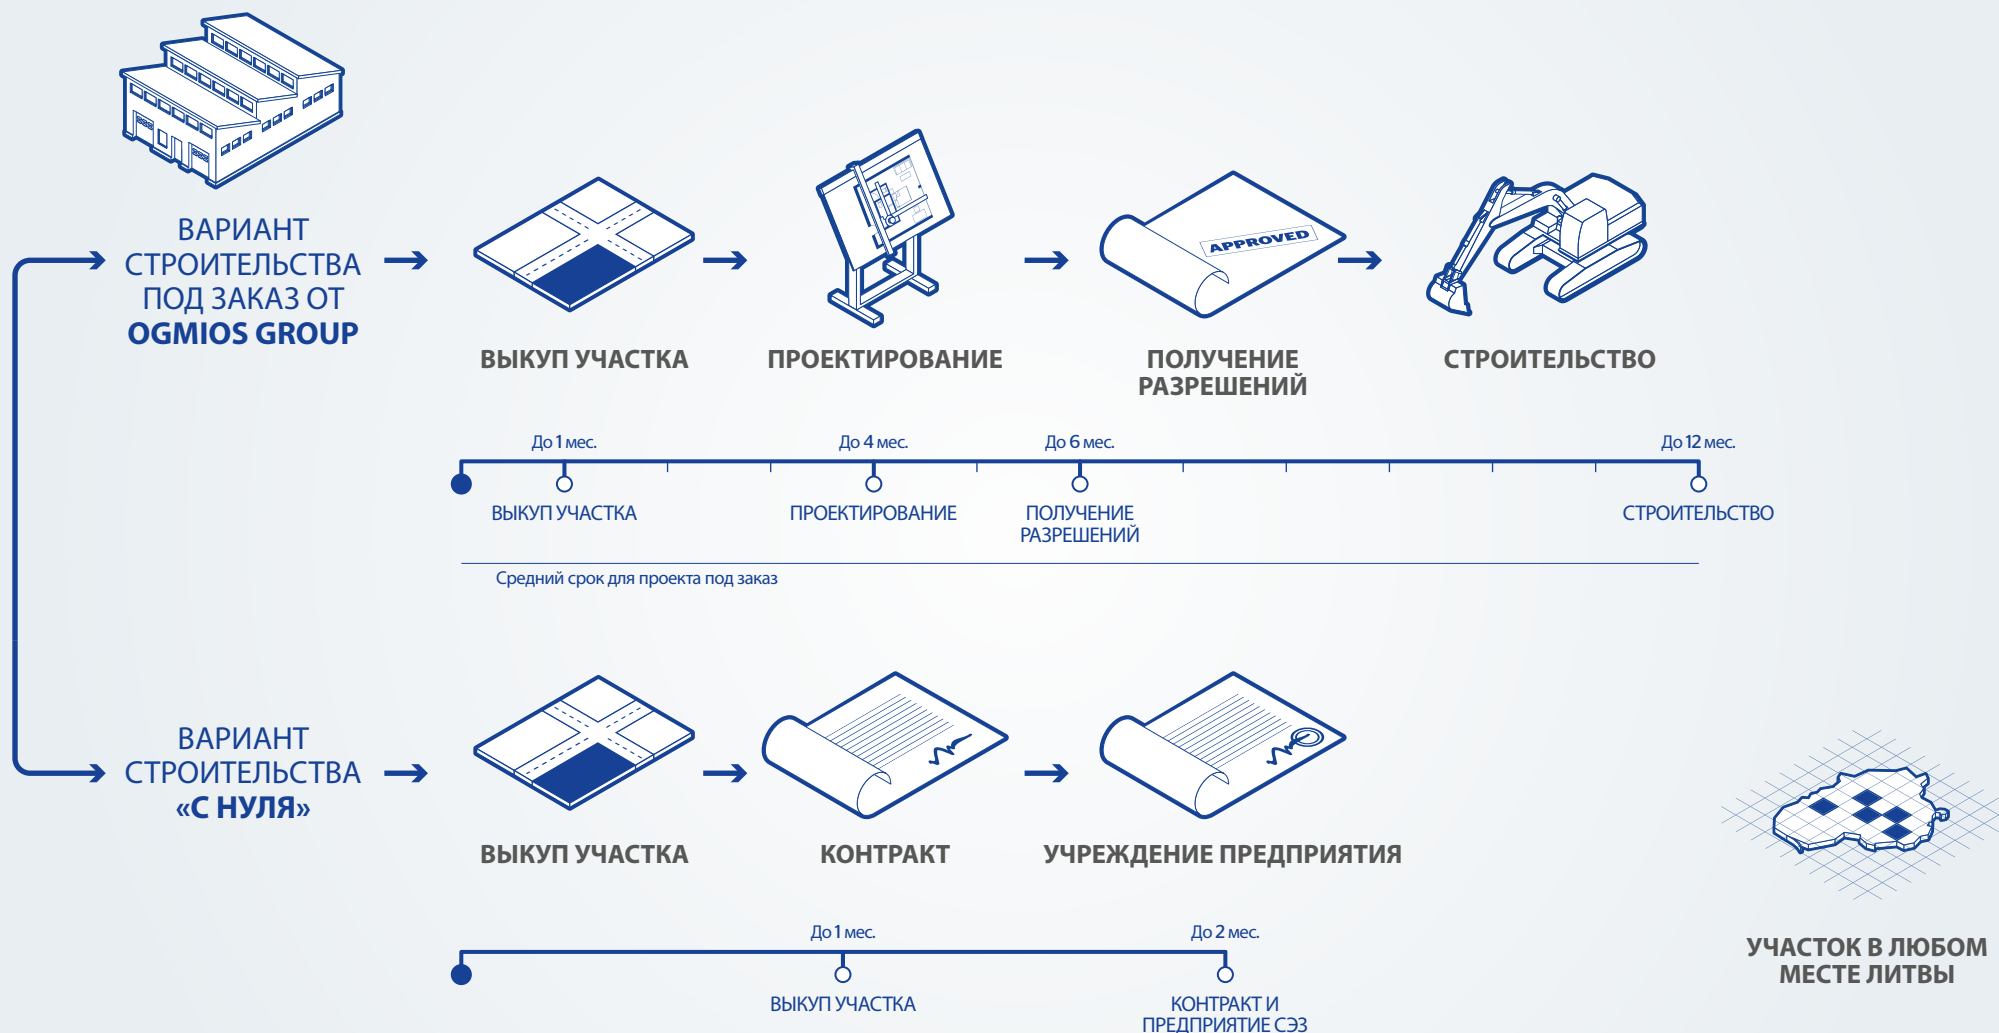 ВАРИАНТ
СТРОИТЕЛЬСТВА
ПОД ЗАКАЗ ОТ
OGMIOS GROUP
APPROVED
ВЫКУП УЧАСТКА
ПРОЕКТИРОВАНИЕ
ПОЛУЧЕНИЕ
РАЗРЕШЕНИЙ
СТРОИТЕЛЬСТВО
До 1 мес.
До 4 мес.
До 6 мес.
До 12 мес.
ВЫКУП УЧАСТКА
ПРОЕКТИРОВАНИЕ
ПОЛУЧЕНИЕ
РАЗРЕШЕНИЙ
СТРОИТЕЛЬСТВО
Средний срок для проекта под заказ
ВАРИАНТ
СТРОИТЕЛЬСТВА
«С НУЛЯ»
ВЫКУП УЧАСТКА
КОНТРАКТ
УЧРЕЖДЕНИЕ ПРЕДПРИЯТИЯ
До 1 мес.
До 2 мес.
ВЫКУП УЧАСТКА
КОНТРАКТ И
ПРЕДПРИЯТИЕ СЭЗ
УЧАСТОК В ЛЮБОМ
МЕСТЕ ЛИТВЫ